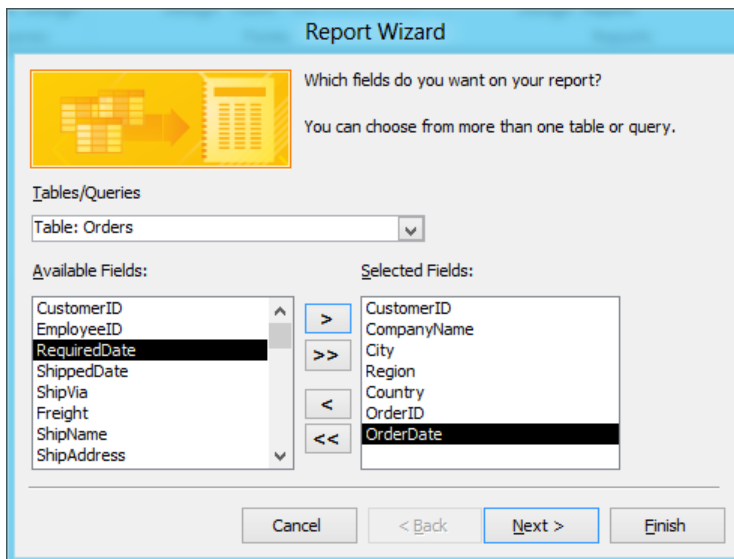 Report Wizard
Which fields do you want on your report?
You can choose from more than one table or query.
Tables/Queries
Table: Orders
Available Fields:
CustomerID
EmployeeID
RequiredDate
ShippedDate
ShipVia
Freight
ShipName
ShipAddress
>
>>
<
<<
Selected Fields:
CustomerID
CompanyName
City
Region
Country
OrderID
OrderDate
Cancel
< Back
Next >
Finish